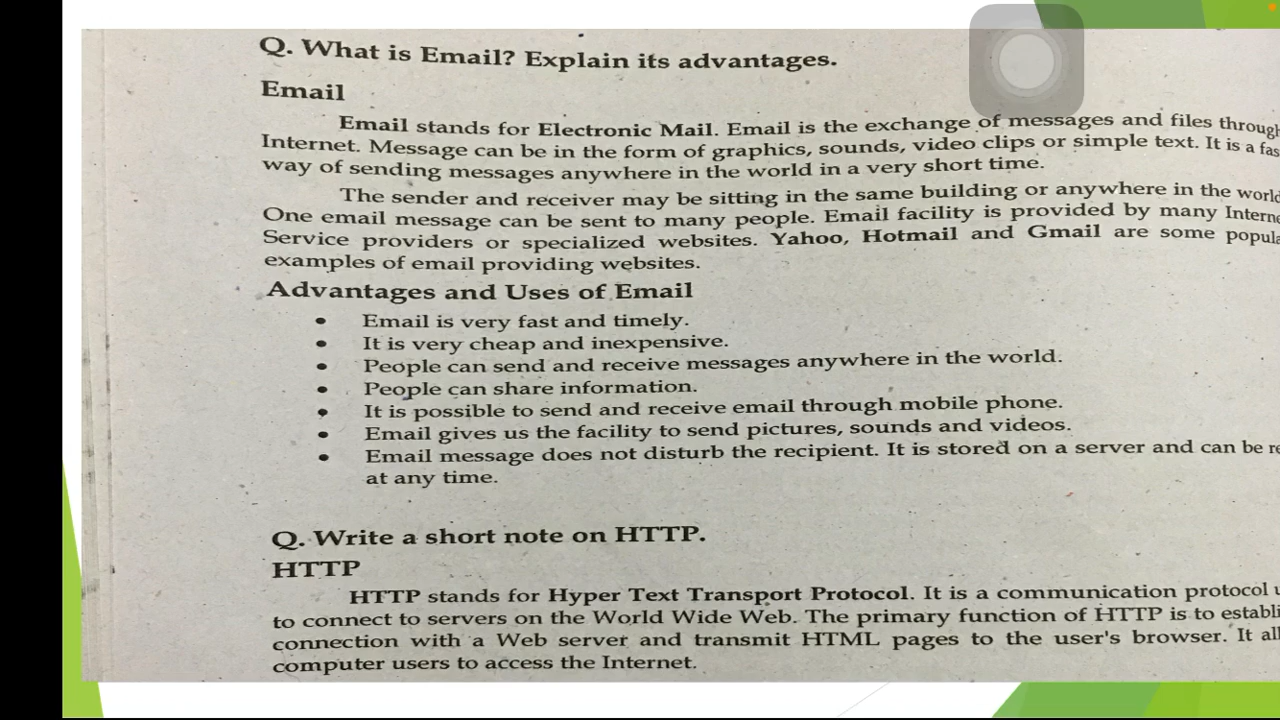 Q. What is Email? Explain its advantages.
Email
Email stands for Electronic Mail. Email is the exchange of messages and files through
Internet. Message can be in the form of graphics, sounds, video clips or simple text. It is a fas
way of sending messages anywhere in the world in a very short time.
The sender and receiver may be sitting in the same building or anywhere in the world
One email message can be sent to many people. Email facility is provided by many Interne
Service providers or specialized websites. Yahoo, Hotmail and Gmail are some popula
examples of email providing websites.
Advantages and Uses of Email
• Email is very fast and timely.
• It is very cheap and inexpensive.
• People can send and receive messages anywhere in the world.
• People can share information.
• It is possible to send and receive email through mobile phone.
• Email gives us the facility to send pictures, sounds and videos.
• Email message does not disturb the recipient. It is stored on a server and can be re
at any time.
Q. Write a short note on HTTP.
HTTP
HTTP stands for Hyper Text Transport Protocol. It is a communication protocol u
to connect to servers on the World Wide Web. The primary function of HTTP is to establi
connection with a Web server and transmit HTML pages to the user's browser. It all
computer users to access the Internet.